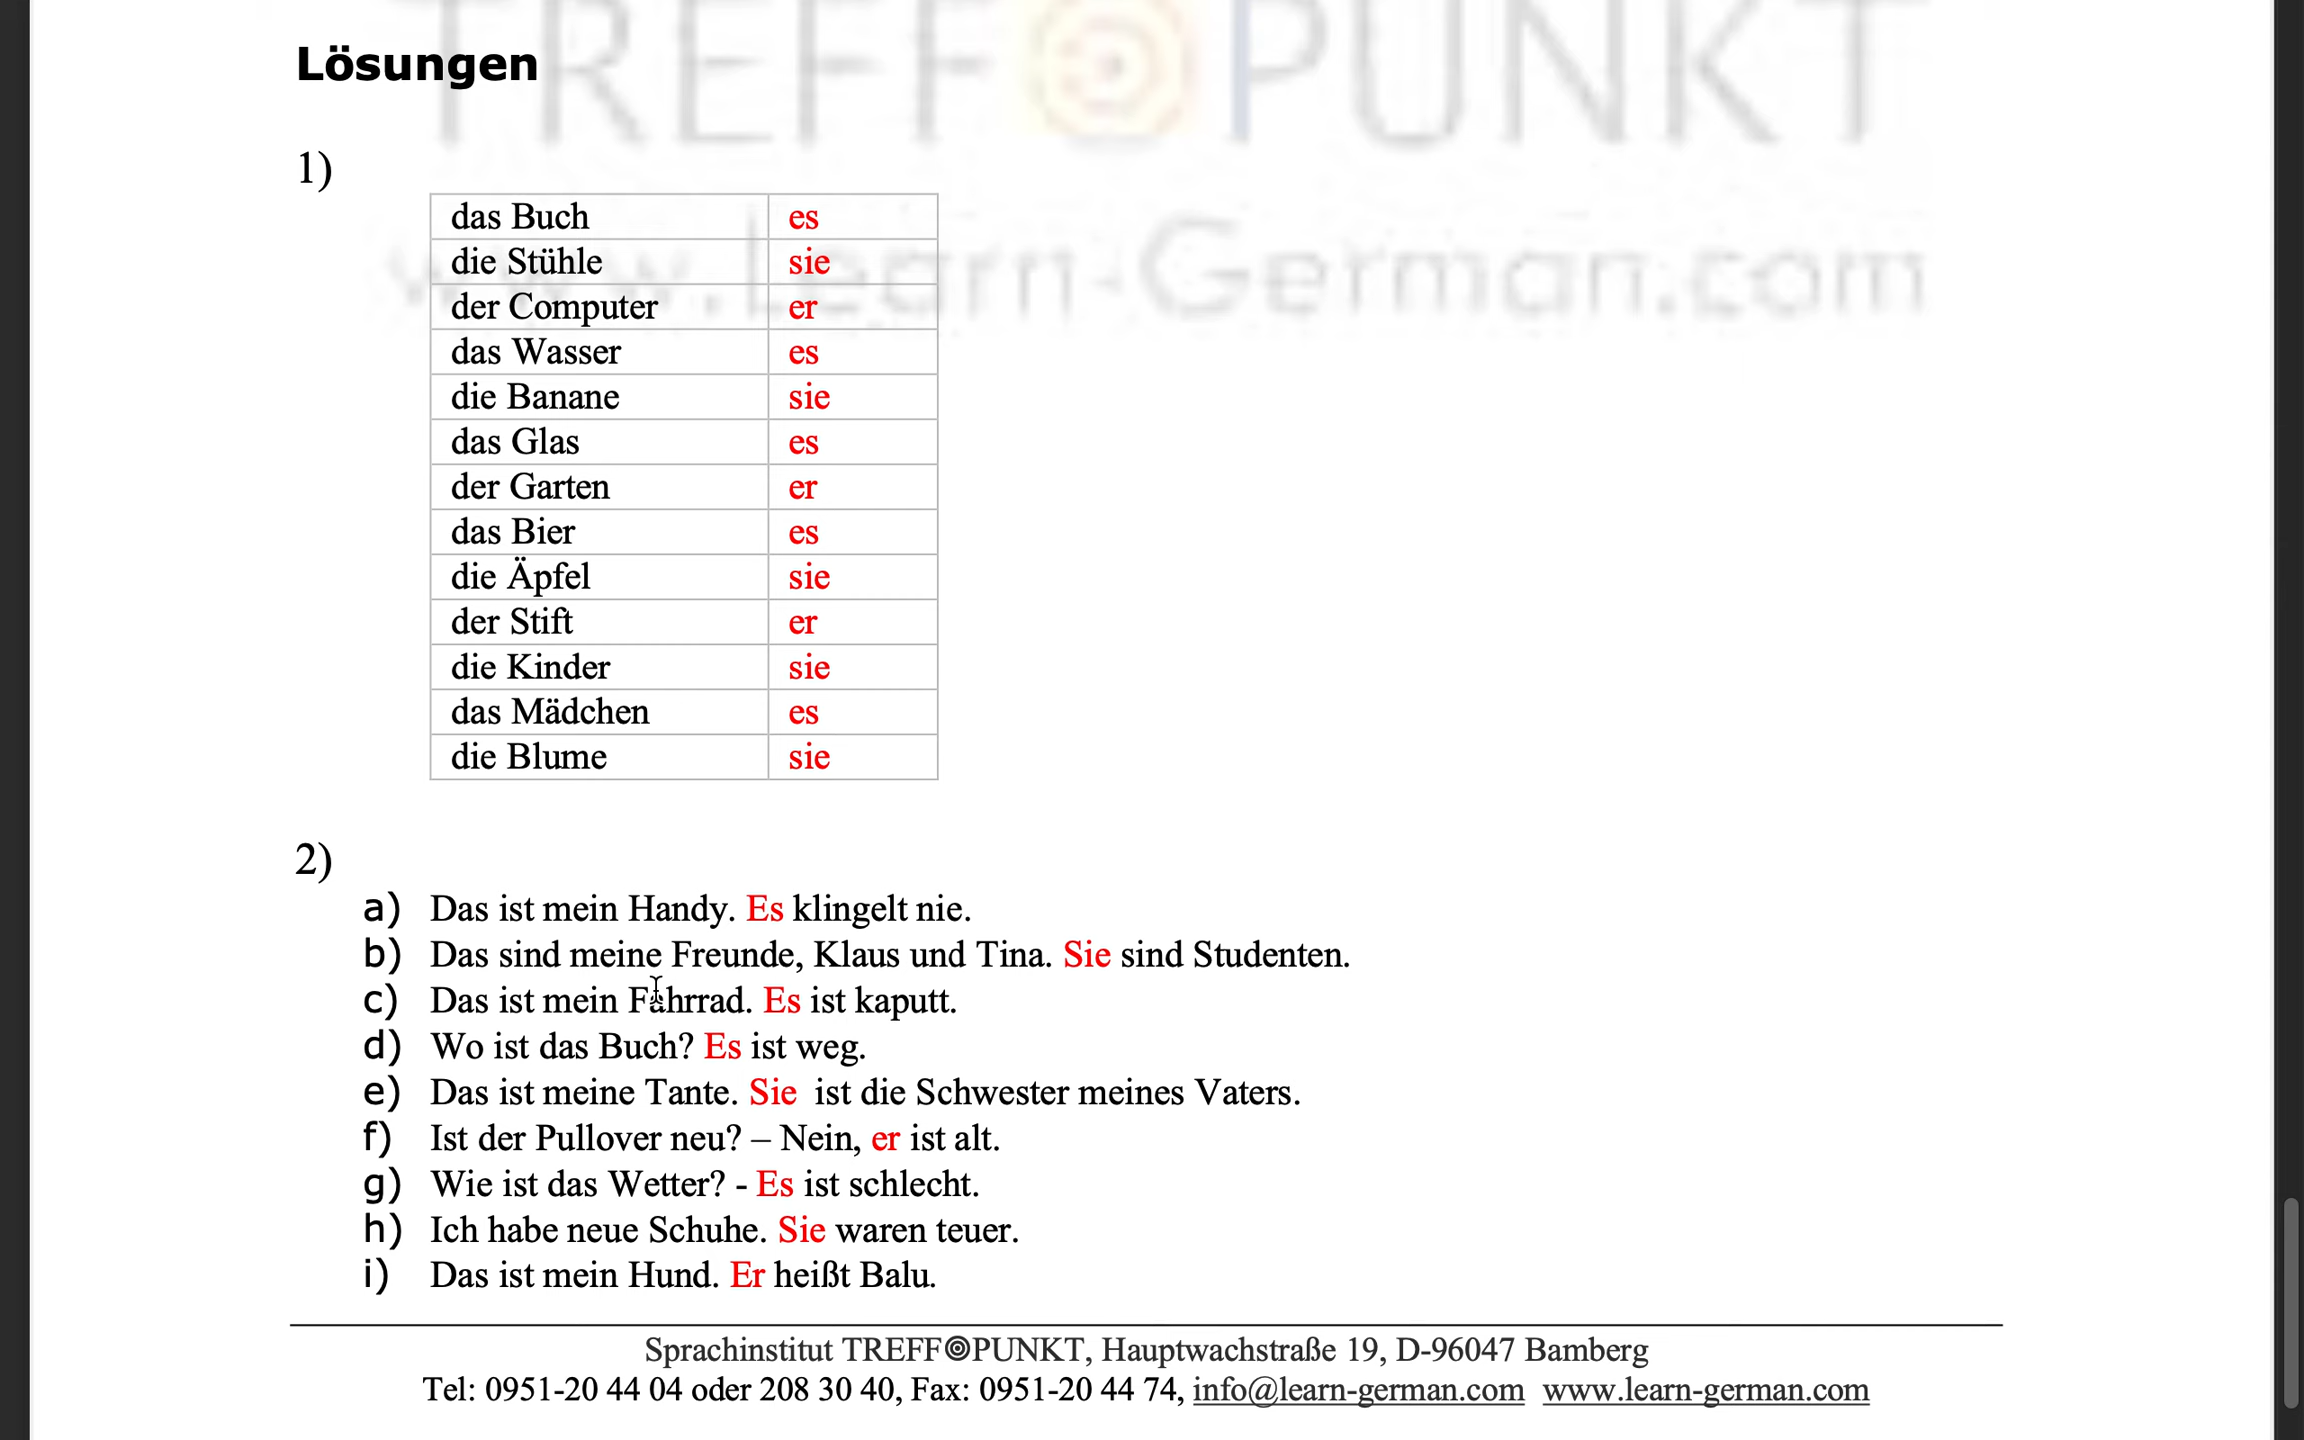 TREFF PUNKT
www.Learn-German.com
Lösungen
1)
das Buch es
die Stühle sie
der Computer er
das Wasser es
die Banane sie
das Glas es
der Garten er
das Bier es
die Äpfel sie
der Stift er
die Kinder sie
das Mädchen es
die Blume sie
2)
a) Das ist mein Handy. Es klingelt nie.
b) Das sind meine Freunde, Klaus und Tina. Sie sind Studenten.
c) Das ist mein Fahrrad. Es ist kaputt.
d) Wo ist das Buch? Es ist weg.
e) Das ist meine Tante. Sie ist die Schwester meines Vaters.
f) Ist der Pullover neu? – Nein, er ist alt.
g) Wie ist das Wetter? - Es ist schlecht.
h) Ich habe neue Schuhe. Sie waren teuer.
i) Das ist mein Hund. Er heißt Balu.
Sprachinstitut TREFF⊚PUNKT, Hauptwachstraße 19, D-96047 Bamberg
Tel: 0951-20 44 04 oder 208 30 40, Fax: 0951-20 44 74, info@learn-german.com www.learn-german.com